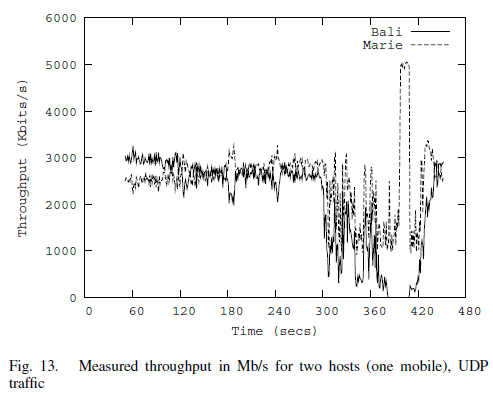 6000
5000
4000
3000
2000
1000
0
Throughput (Kbits/s)
Bali
Marie
0 60 120 180 240 300 360 420 480
Time (secs)
Fig. 13. Measured throughput in Mb/s for two hosts (one mobile), UDP
traffic